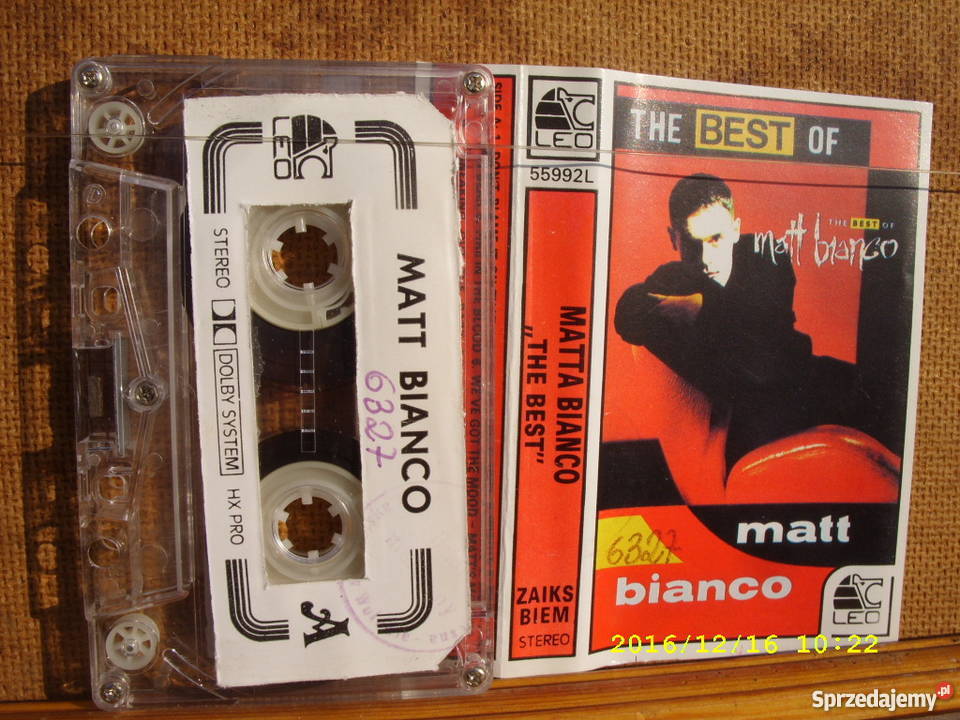 LEO
STEREO
DOLBY SYSTEM
HX PRO
MATT BIANCO
6327
A
LEO
55992L
MATTA BIANCO
„THE BEST”
ZAIKS
BIEM
STEREO
THE BEST OF
THE BEST OF
matt bianco
matt
bianco
6327
LEO
2016/12/16 10:22
Sprzedajemy.pl